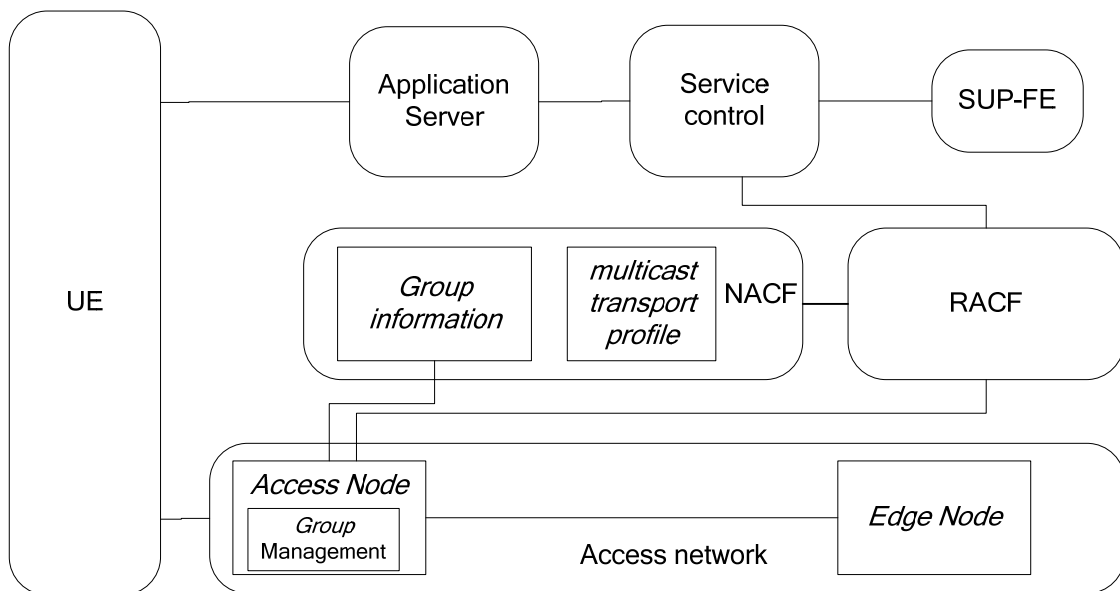 Application
Server
Service
control
SUP-FE
UE
Group
information
multicast
transport
profile
NACF
RACF
Access Node
Group
Management
Edge Node
Access network